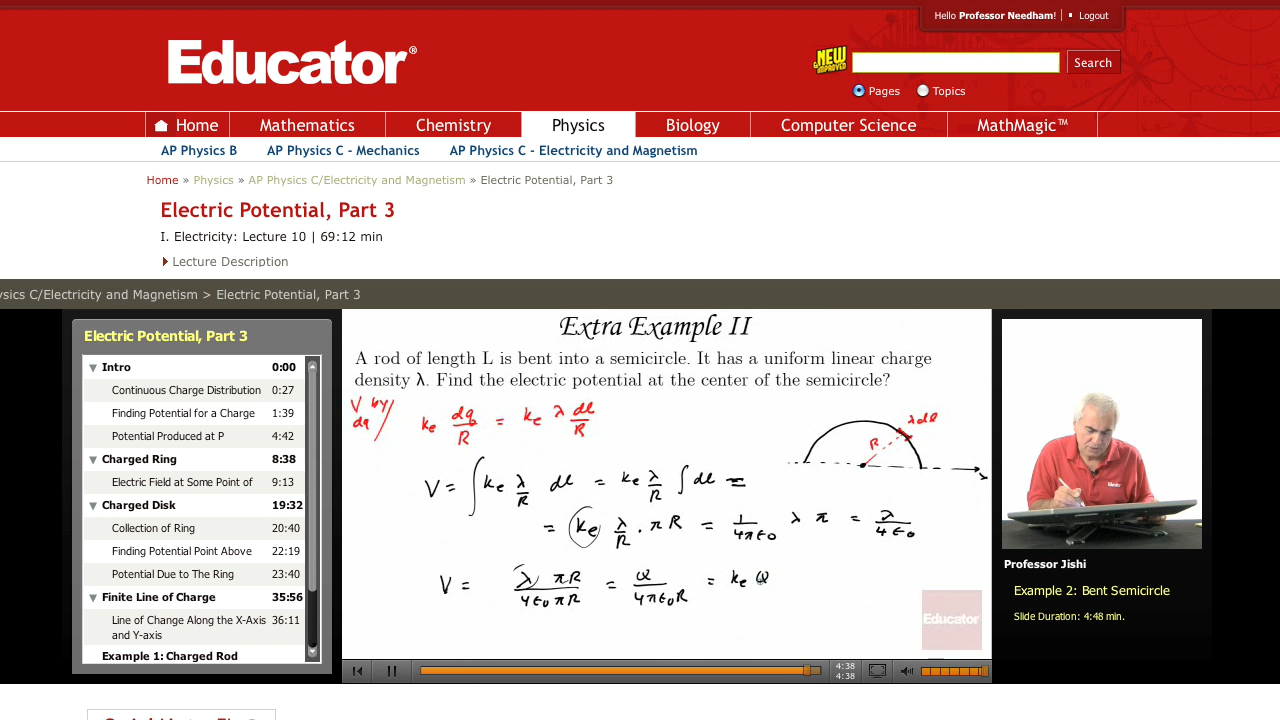 Hello Professor Needham! Logout
Educator®
NEW & IMPROVED
Search
Pages Topics
Home Mathematics Chemistry Physics Biology Computer Science MathMagic™
AP Physics B AP Physics C - Mechanics AP Physics C - Electricity and Magnetism
Home » Physics » AP Physics C/Electricity and Magnetism » Electric Potential, Part 3
Electric Potential, Part 3
I. Electricity: Lecture 10 | 69:12 min
Lecture Description
ysics C/Electricity and Magnetism > Electric Potential, Part 3
Electric Potential, Part 3
Intro 0:00
Continuous Charge Distribution 0:27
Finding Potential for a Charge 1:39
Potential Produced at P 4:42
Charged Ring 8:38
Electric Field at Some Point of 9:13
Charged Disk 19:32
Collection of Ring 20:40
Finding Potential Point Above 22:19
Potential Due to The Ring 23:40
Finite Line of Charge 35:56
Line of Change Along the X-Axis 36:11
and Y-axis
Example 1: Charged Rod
Extra Example II
A rod of length L is bent into a semicircle. It has a uniform linear charge
density λ. Find the electric potential at the center of the semicircle?
V by dq / ke dq/R = ke λ dl/R
R λdl
V = ∫ ke λ/R dl = ke λ/R ∫ dl =
= ke λ/R · π R = 1/4πε0 λ π = λ/4ε0
V = λ πR/4ε0 πR = Q/4πε0R = ke Q
Educator
4:38
4:38
Professor Jishi
Example 2: Bent Semicircle
Slide Duration: 4:48 min.